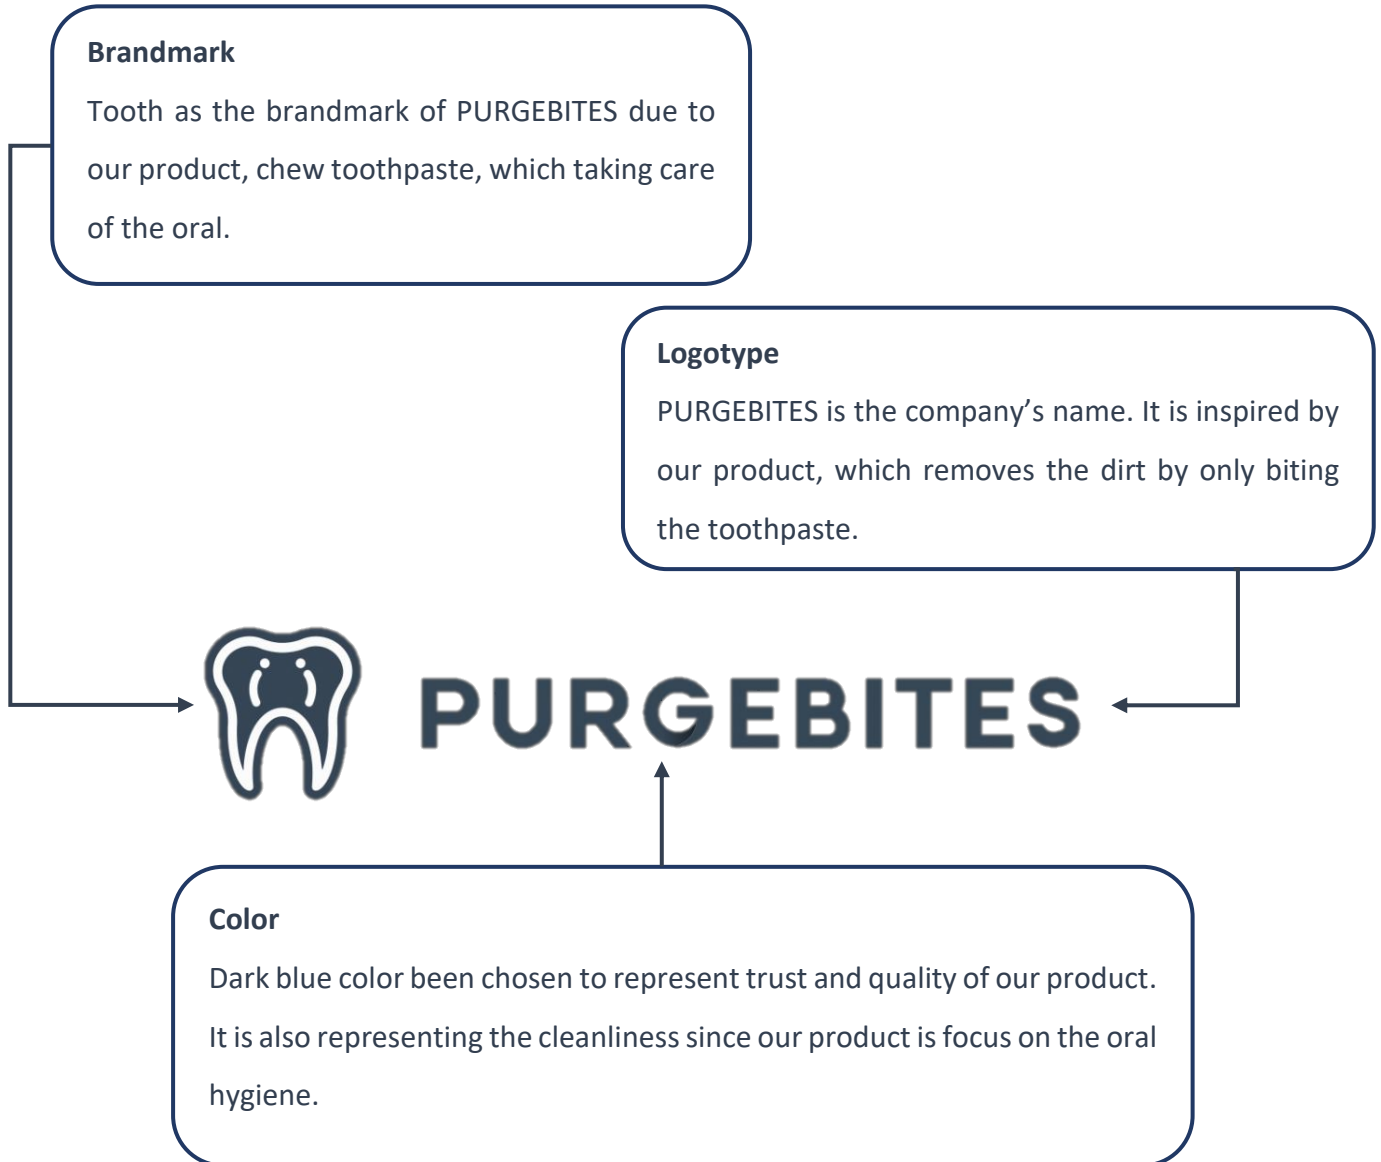 Brandmark
Tooth as the brandmark of PURGEBITES due to
our product, chew toothpaste, which taking care
of the oral.
Logotype
PURGEBITES is the company’s name. It is inspired by
our product, which removes the dirt by only biting
the toothpaste.
PURGEBITES
Color
Dark blue color been chosen to represent trust and quality of our product.
It is also representing the cleanliness since our product is focus on the oral
hygiene.